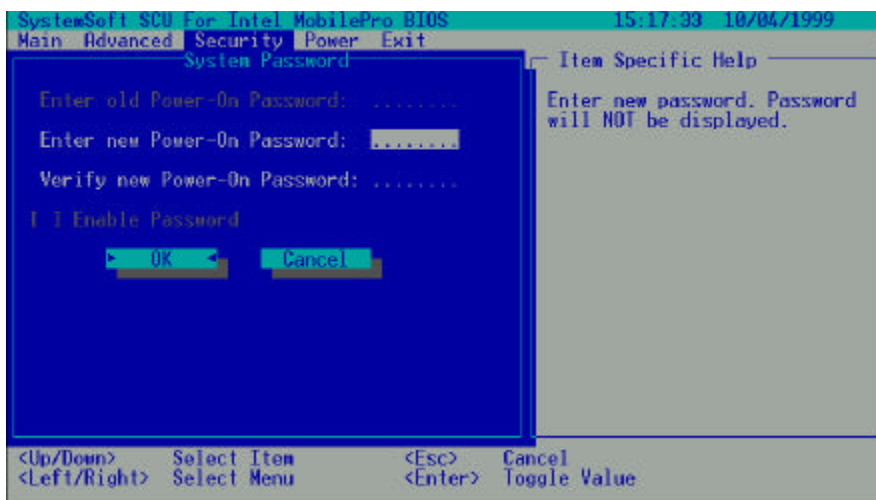 SystemSoft SCU For Intel MobilePro BIOS 15:17:33 10/04/1999
Main Advanced Security Power Exit
System Password
Enter old Power-On Password: ........
Enter new Power-On Password: ........
Verify new Power-On Password: ........
[ ] Enable Password
OK Cancel
Item Specific Help
Enter new password. Password
will NOT be displayed.
<Up/Down> Select Item <Esc> Cancel
<Left/Right> Select Menu <Enter> Toggle Value